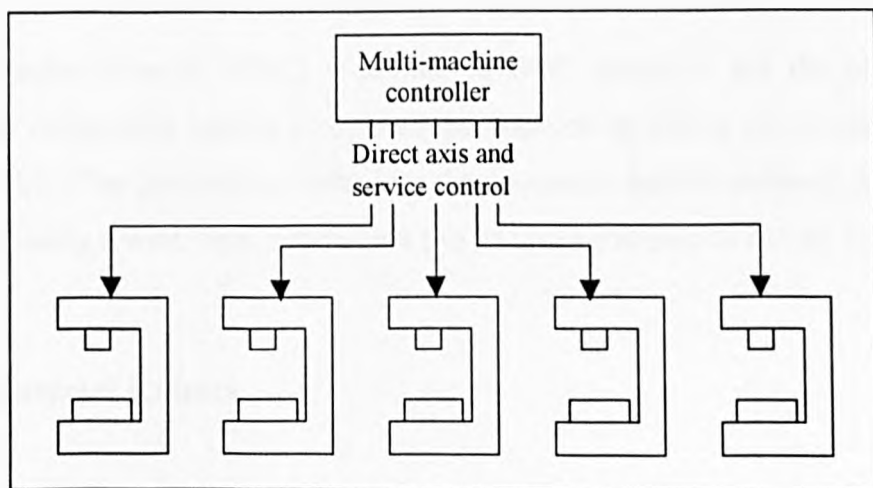 Multi-machine
controller
Direct axis and
service control